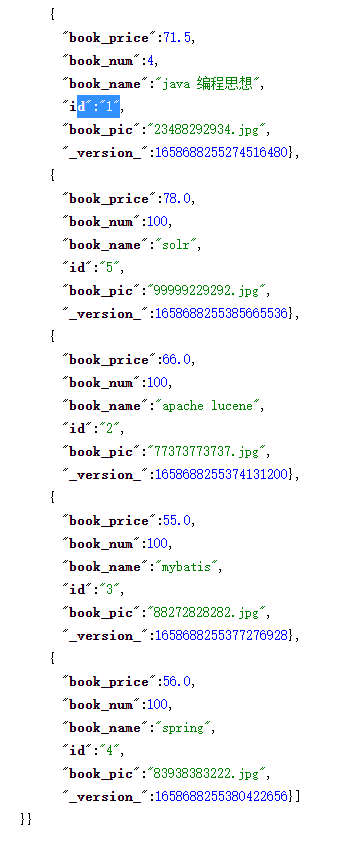 {
"book_price":71.5,
"book_num":4,
"book_name":"java 编程思想",
"id":"1",
"book_pic":"23488292934.jpg",
"_version_":1658688255274516480},
{
"book_price":78.0,
"book_num":100,
"book_name":"solr",
"id":"5",
"book_pic":"99999229292.jpg",
"_version_":1658688255385665536},
{
"book_price":66.0,
"book_num":100,
"book_name":"apache lucene",
"id":"2",
"book_pic":"77373773737.jpg",
"_version_":1658688255374131200},
{
"book_price":55.0,
"book_num":100,
"book_name":"mybatis",
"id":"3",
"book_pic":"88272828282.jpg",
"_version_":1658688255377276928},
{
"book_price":56.0,
"book_num":100,
"book_name":"spring",
"id":"4",
"book_pic":"83938383222.jpg",
"_version_":1658688255380422656}]
}}